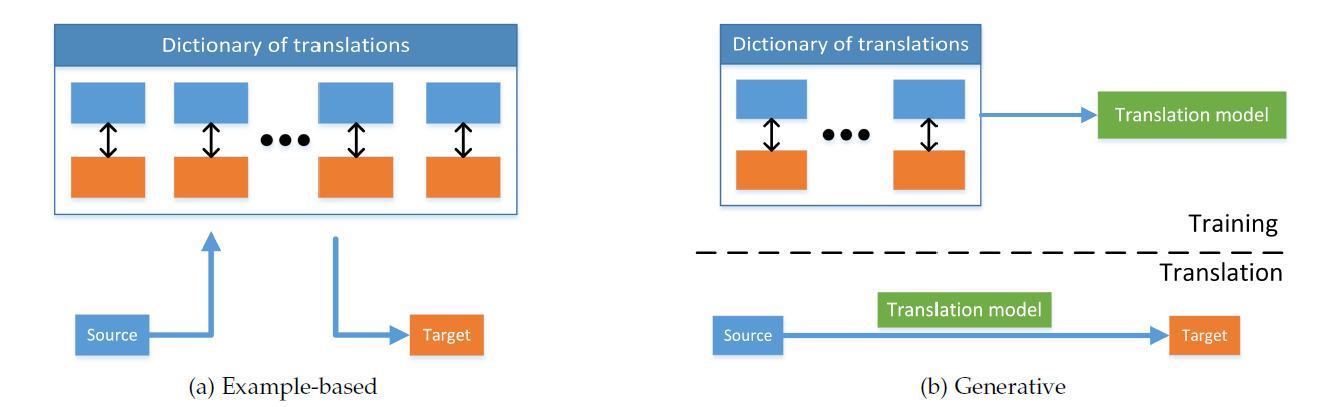 Dictionary of translations
Source
Target
(a) Example-based
Dictionary of translations
Translation model
Training
Translation
Translation model
Source
Target
(b) Generative